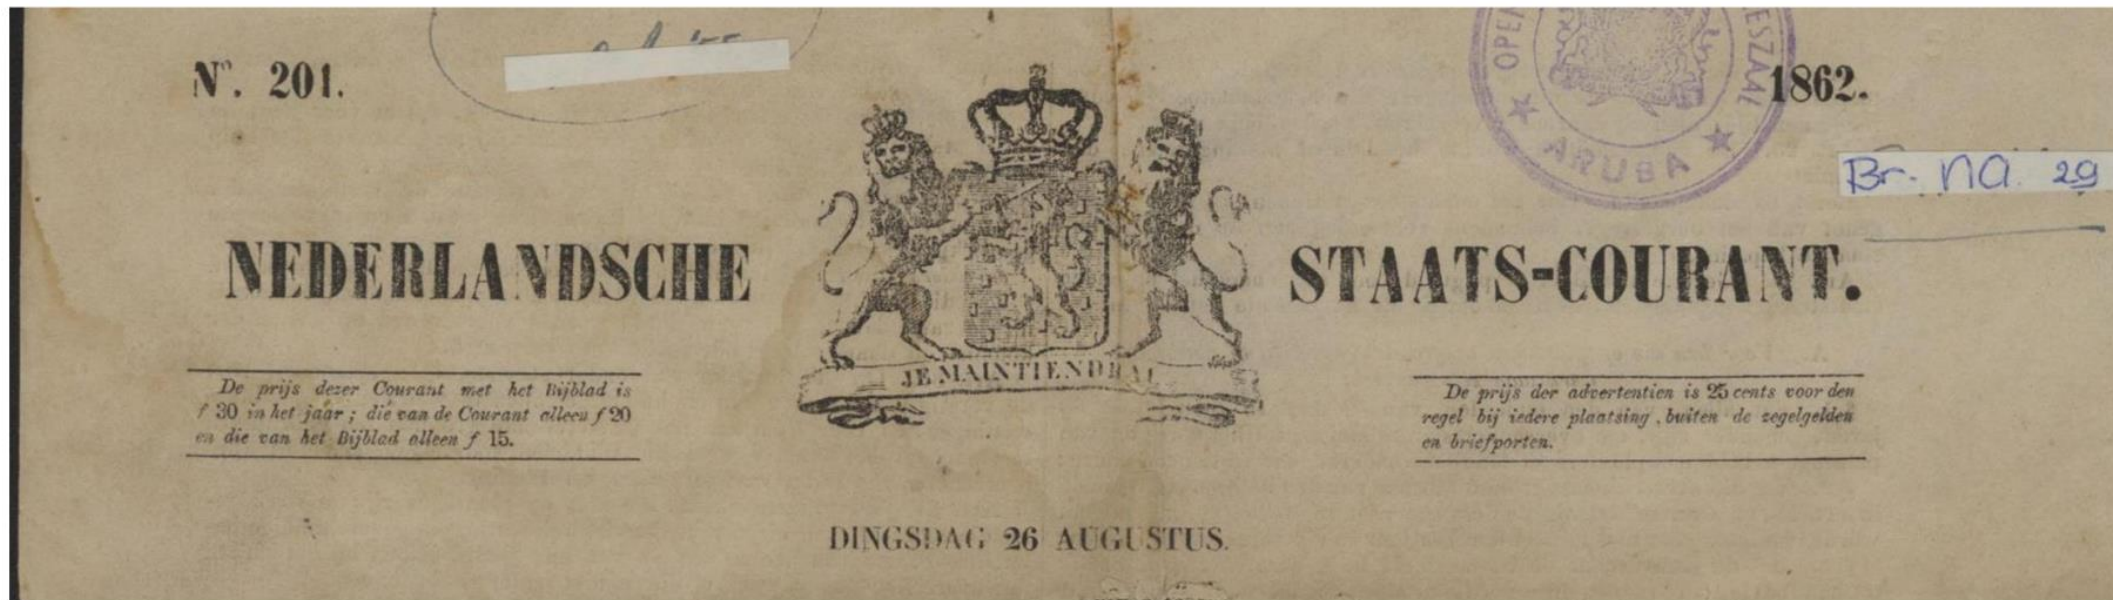 Nº. 201.
1862.
OPEN
ESZAAL
★ ARUBA ★
Br. na. 29
NEDERLANDSCHE
STAATS-COURANT.
JE MAINTIENDRAI
De prijs dezer Courant met het Bijblad is
f 30 in het jaar; die van de Courant alleen f 20
en die van het Bijblad alleen f 15.
De prijs der advertentien is 25 cents voor den
regel bij iedere plaatsing, buiten de zegelgelden
en briefporten.
DINGSDAG 26 AUGUSTUS.